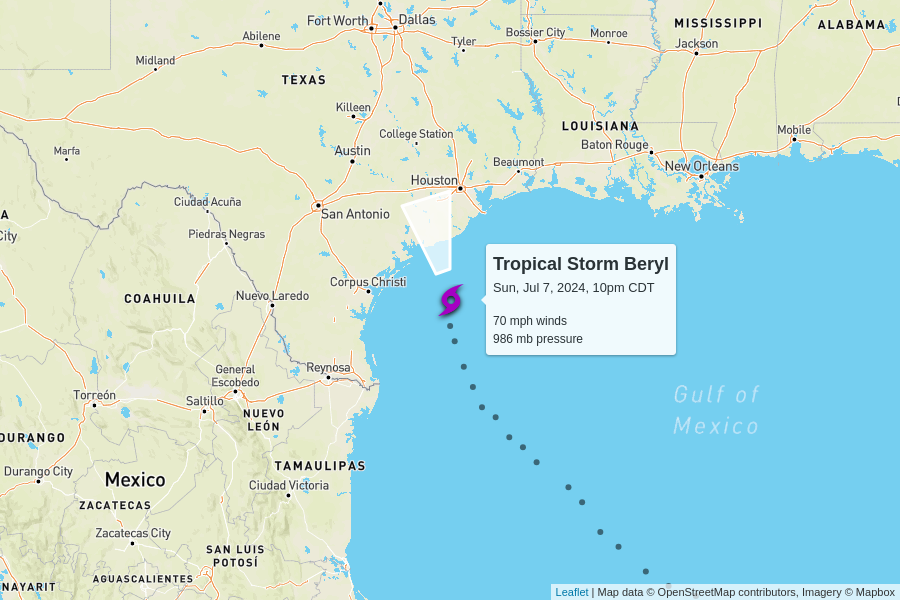 Fort Worth
Dallas
Abilene
Tyler
Bossier City
Monroe
MISSISSIPPI
ALABAMA
Jackson
Midland
TEXAS
Killeen
LOUISIANA
College Station
Mobile
Baton Rouge
Marfa
Austin
Beaumont
New Orleans
Houston
Ciudad Acuña
San Antonio
A
City
Piedras Negras
Tropical Storm Beryl
Sun, Jul 7, 2024, 10pm CDT
70 mph winds
986 mb pressure
Corpus Christi
COAHUILA
Nuevo Laredo
General
Escobedo
Reynosa
Torreón
Saltillo
NUEVO
LEÓN
Gulf of
Mexico
DURANGO
TAMAULIPAS
Durango City
Mexico
Ciudad Victoria
ZACATECAS
Zacatecas City
SAN LUIS
POTOSÍ
AGUASCALIENTES
NAYARIT
Leaflet | Map data © OpenStreetMap contributors, Imagery © Mapbox